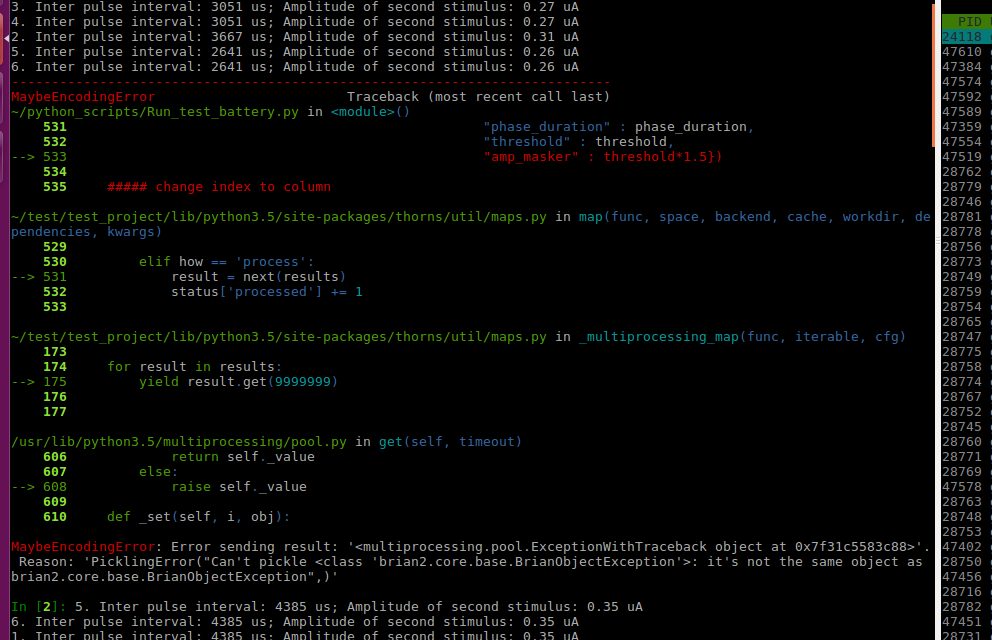 3. Inter pulse interval: 3051 us; Amplitude of second stimulus: 0.27 uA
4. Inter pulse interval: 3051 us; Amplitude of second stimulus: 0.27 uA
2. Inter pulse interval: 3667 us; Amplitude of second stimulus: 0.31 uA
5. Inter pulse interval: 2641 us; Amplitude of second stimulus: 0.26 uA
6. Inter pulse interval: 2641 us; Amplitude of second stimulus: 0.26 uA
---------------------------------------------------------------------------
MaybeEncodingError                        Traceback (most recent call last)
~/python_scripts/Run_test_battery.py in <module>()
    531                                                    "phase_duration" : phase_duration,
    532                                                    "threshold" : threshold,
--> 533                                                    "amp_masker" : threshold*1.5})
    534
    535     ##### change index to column
~/test/test_project/lib/python3.5/site-packages/thorns/util/maps.py in map(func, space, backend, cache, workdir, de
pendencies, kwargs)
    529
    530         elif how == 'process':
--> 531             result = next(results)
    532             status['processed'] += 1
    533
~/test/test_project/lib/python3.5/site-packages/thorns/util/maps.py in _multiprocessing_map(func, iterable, cfg)
    173
    174     for result in results:
--> 175         yield result.get(9999999)
    176
    177
/usr/lib/python3.5/multiprocessing/pool.py in get(self, timeout)
    606             return self._value
    607         else:
--> 608             raise self._value
    609
    610     def _set(self, i, obj):
MaybeEncodingError: Error sending result: '<multiprocessing.pool.ExceptionWithTraceback object at 0x7f31c5583c88>'.
 Reason: 'PicklingError("Can't pickle <class 'brian2.core.base.BrianObjectException'>: it's not the same object as
brian2.core.base.BrianObjectException",)'
In [2]: 5. Inter pulse interval: 4385 us; Amplitude of second stimulus: 0.35 uA
6. Inter pulse interval: 4385 us; Amplitude of second stimulus: 0.35 uA
1. Inter pulse interval: 4385 us; Amplitude of second stimulus: 0.35 uA
PID
24118
47610
47384
47574
47592
47589
47359
47554
47519
28762
28779
28746
28781
28778
28756
28773
28749
28759
28754
28765
28747
28775
28758
28774
28767
28752
28745
28760
28771
28769
47578
28763
28748
28753
47402
28750
47456
28716
28782
47451
28731